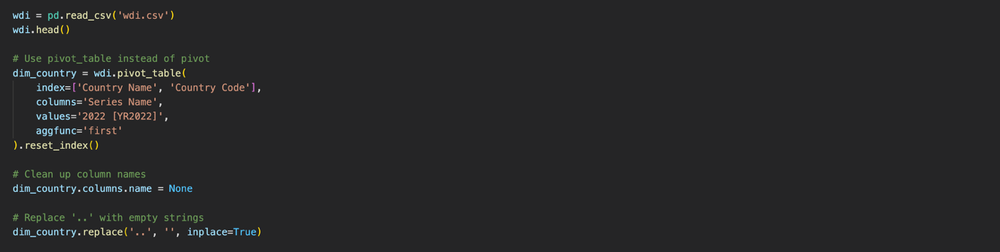 wdi = pd.read_csv('wdi.csv')
wdi.head()
# Use pivot_table instead of pivot
dim_country = wdi.pivot_table(
    index=['Country Name', 'Country Code'],
    columns='Series Name',
    values='2022 [YR2022]',
    aggfunc='first'
).reset_index()
# Clean up column names
dim_country.columns.name = None
# Replace '..' with empty strings
dim_country.replace('..', '', inplace=True)